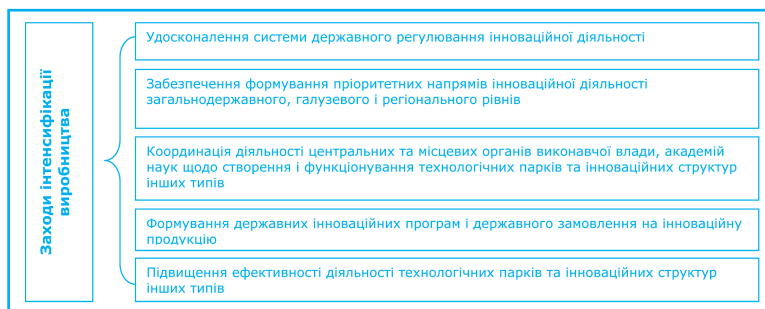 Заходи інтенсифікації
виробництва
Удосконалення системи державного регулювання інноваційної діяльності
Забезпечення формування пріоритетних напрямів інноваційної діяльності
загальнодержавного, галузевого і регіонального рівнів
Координація діяльності центральних та місцевих органів виконавчої влади, академій
наук щодо створення і функціонування технологічних парків та інноваційних структур
інших типів
Формування державних інноваційних програм і державного замовлення на інноваційну
продукцію
Підвищення ефективності діяльності технологічних парків та інноваційних структур
інших типів